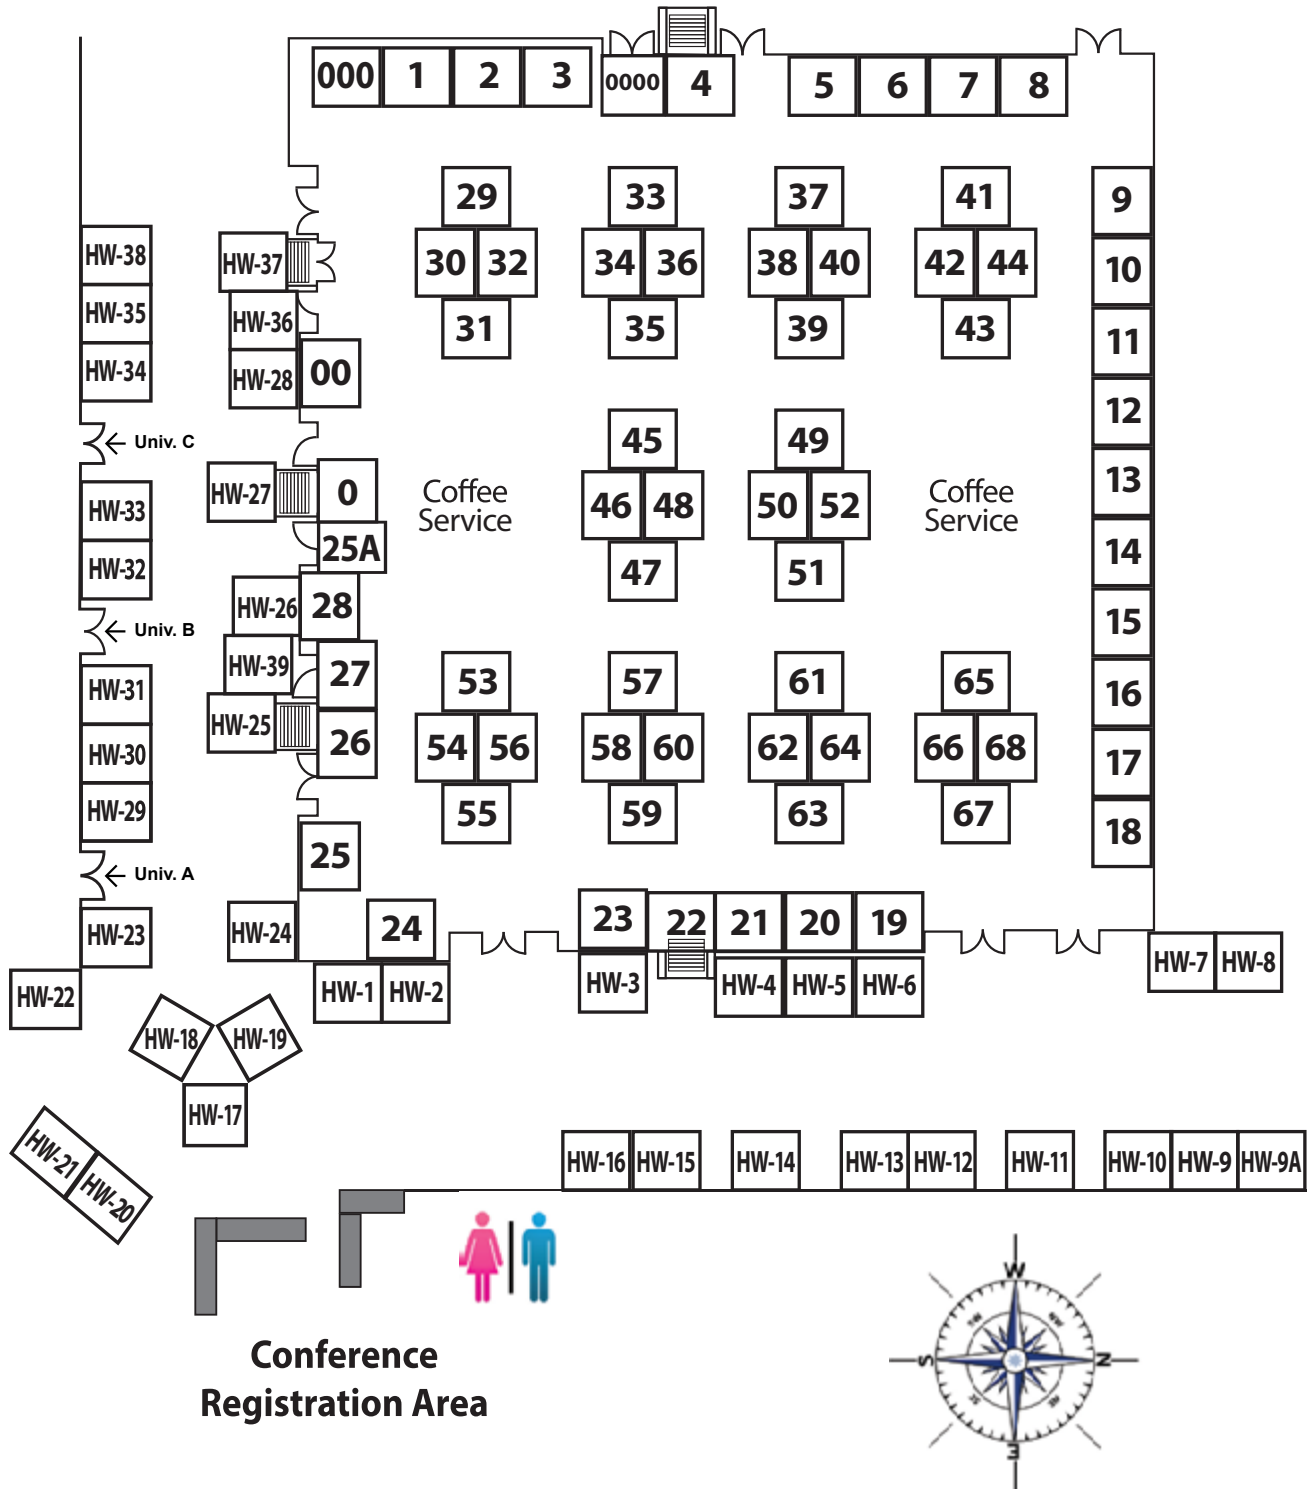 000 1 2 3 0000 4 5 6 7 8
29 33 37 41 9
HW-38 HW-37 30 32 34 36 38 40 42 44 10
HW-35 HW-36 31 35 39 43 11
HW-34 HW-28 00 12
Univ. C 45 49 13
HW-33 HW-27 0 Coffee 46 48 50 52 Coffee
Service Service
HW-32 25A 47 51 14
HW-26 28 15
Univ. B
HW-31 HW-39 27 53 57 61 65 16
HW-30 HW-25 26 54 56 58 60 62 64 66 68 17
HW-29 55 59 63 67 18
Univ. A 25
HW-23 HW-24 24 23 22 21 20 19
HW-22 HW-1 HW-2 HW-3 HW-4 HW-5 HW-6 HW-7 HW-8
HW-18 HW-19
HW-17
HW-21 HW-20 HW-16 HW-15 HW-14 HW-13 HW-12 HW-11 HW-10 HW-9 HW-9A
Conference
Registration Area
W
NW
S N
SE
E